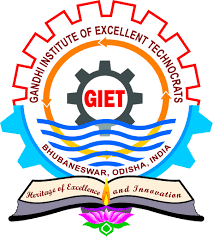 GANDHI INSTITUTE OF EXCELLENT TECHNOCRATS
GIET
BHUBANESWAR, ODISHA, INDIA
Heritage of Excellence and Innovation